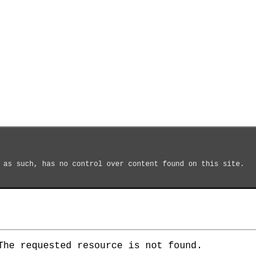 as such, has no control over content found on this site.
The requested resource is not found.